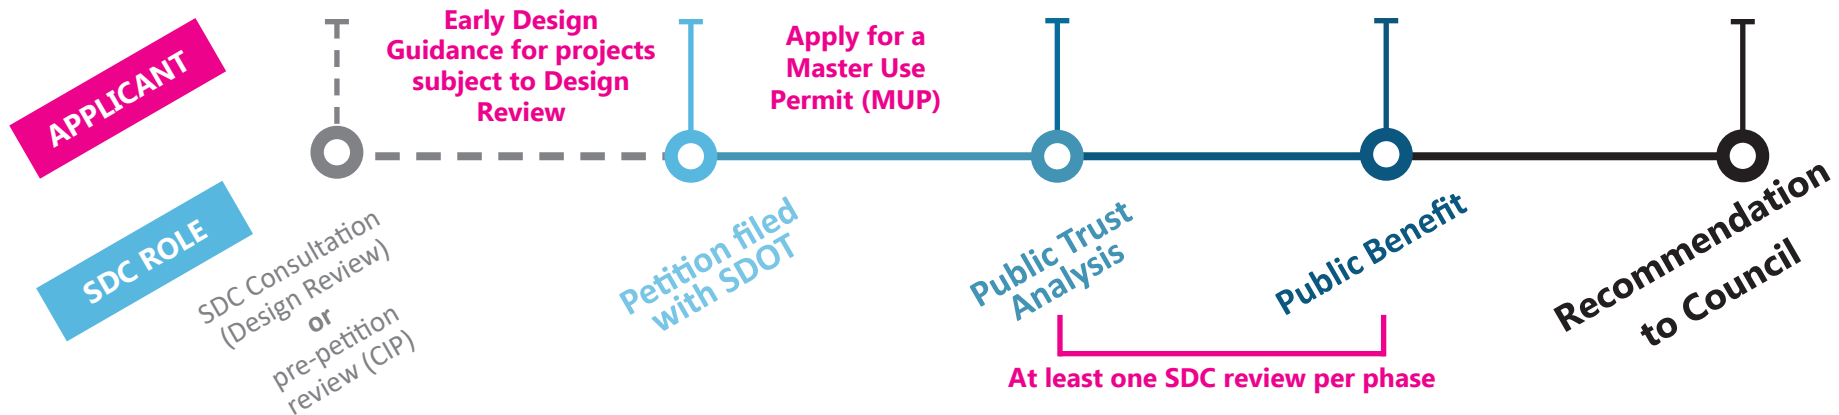 APPLICANT
Early Design
Guidance for projects
subject to Design
Review
Apply for a
Master Use
Permit (MUP)
SDC ROLE
SDC Consultation
(Design Review)
or
pre-petition
review (CIP)
Petition filed
with SDOT
Public Trust
Analysis
Public Benefit
Recommendation
to Council
At least one SDC review per phase